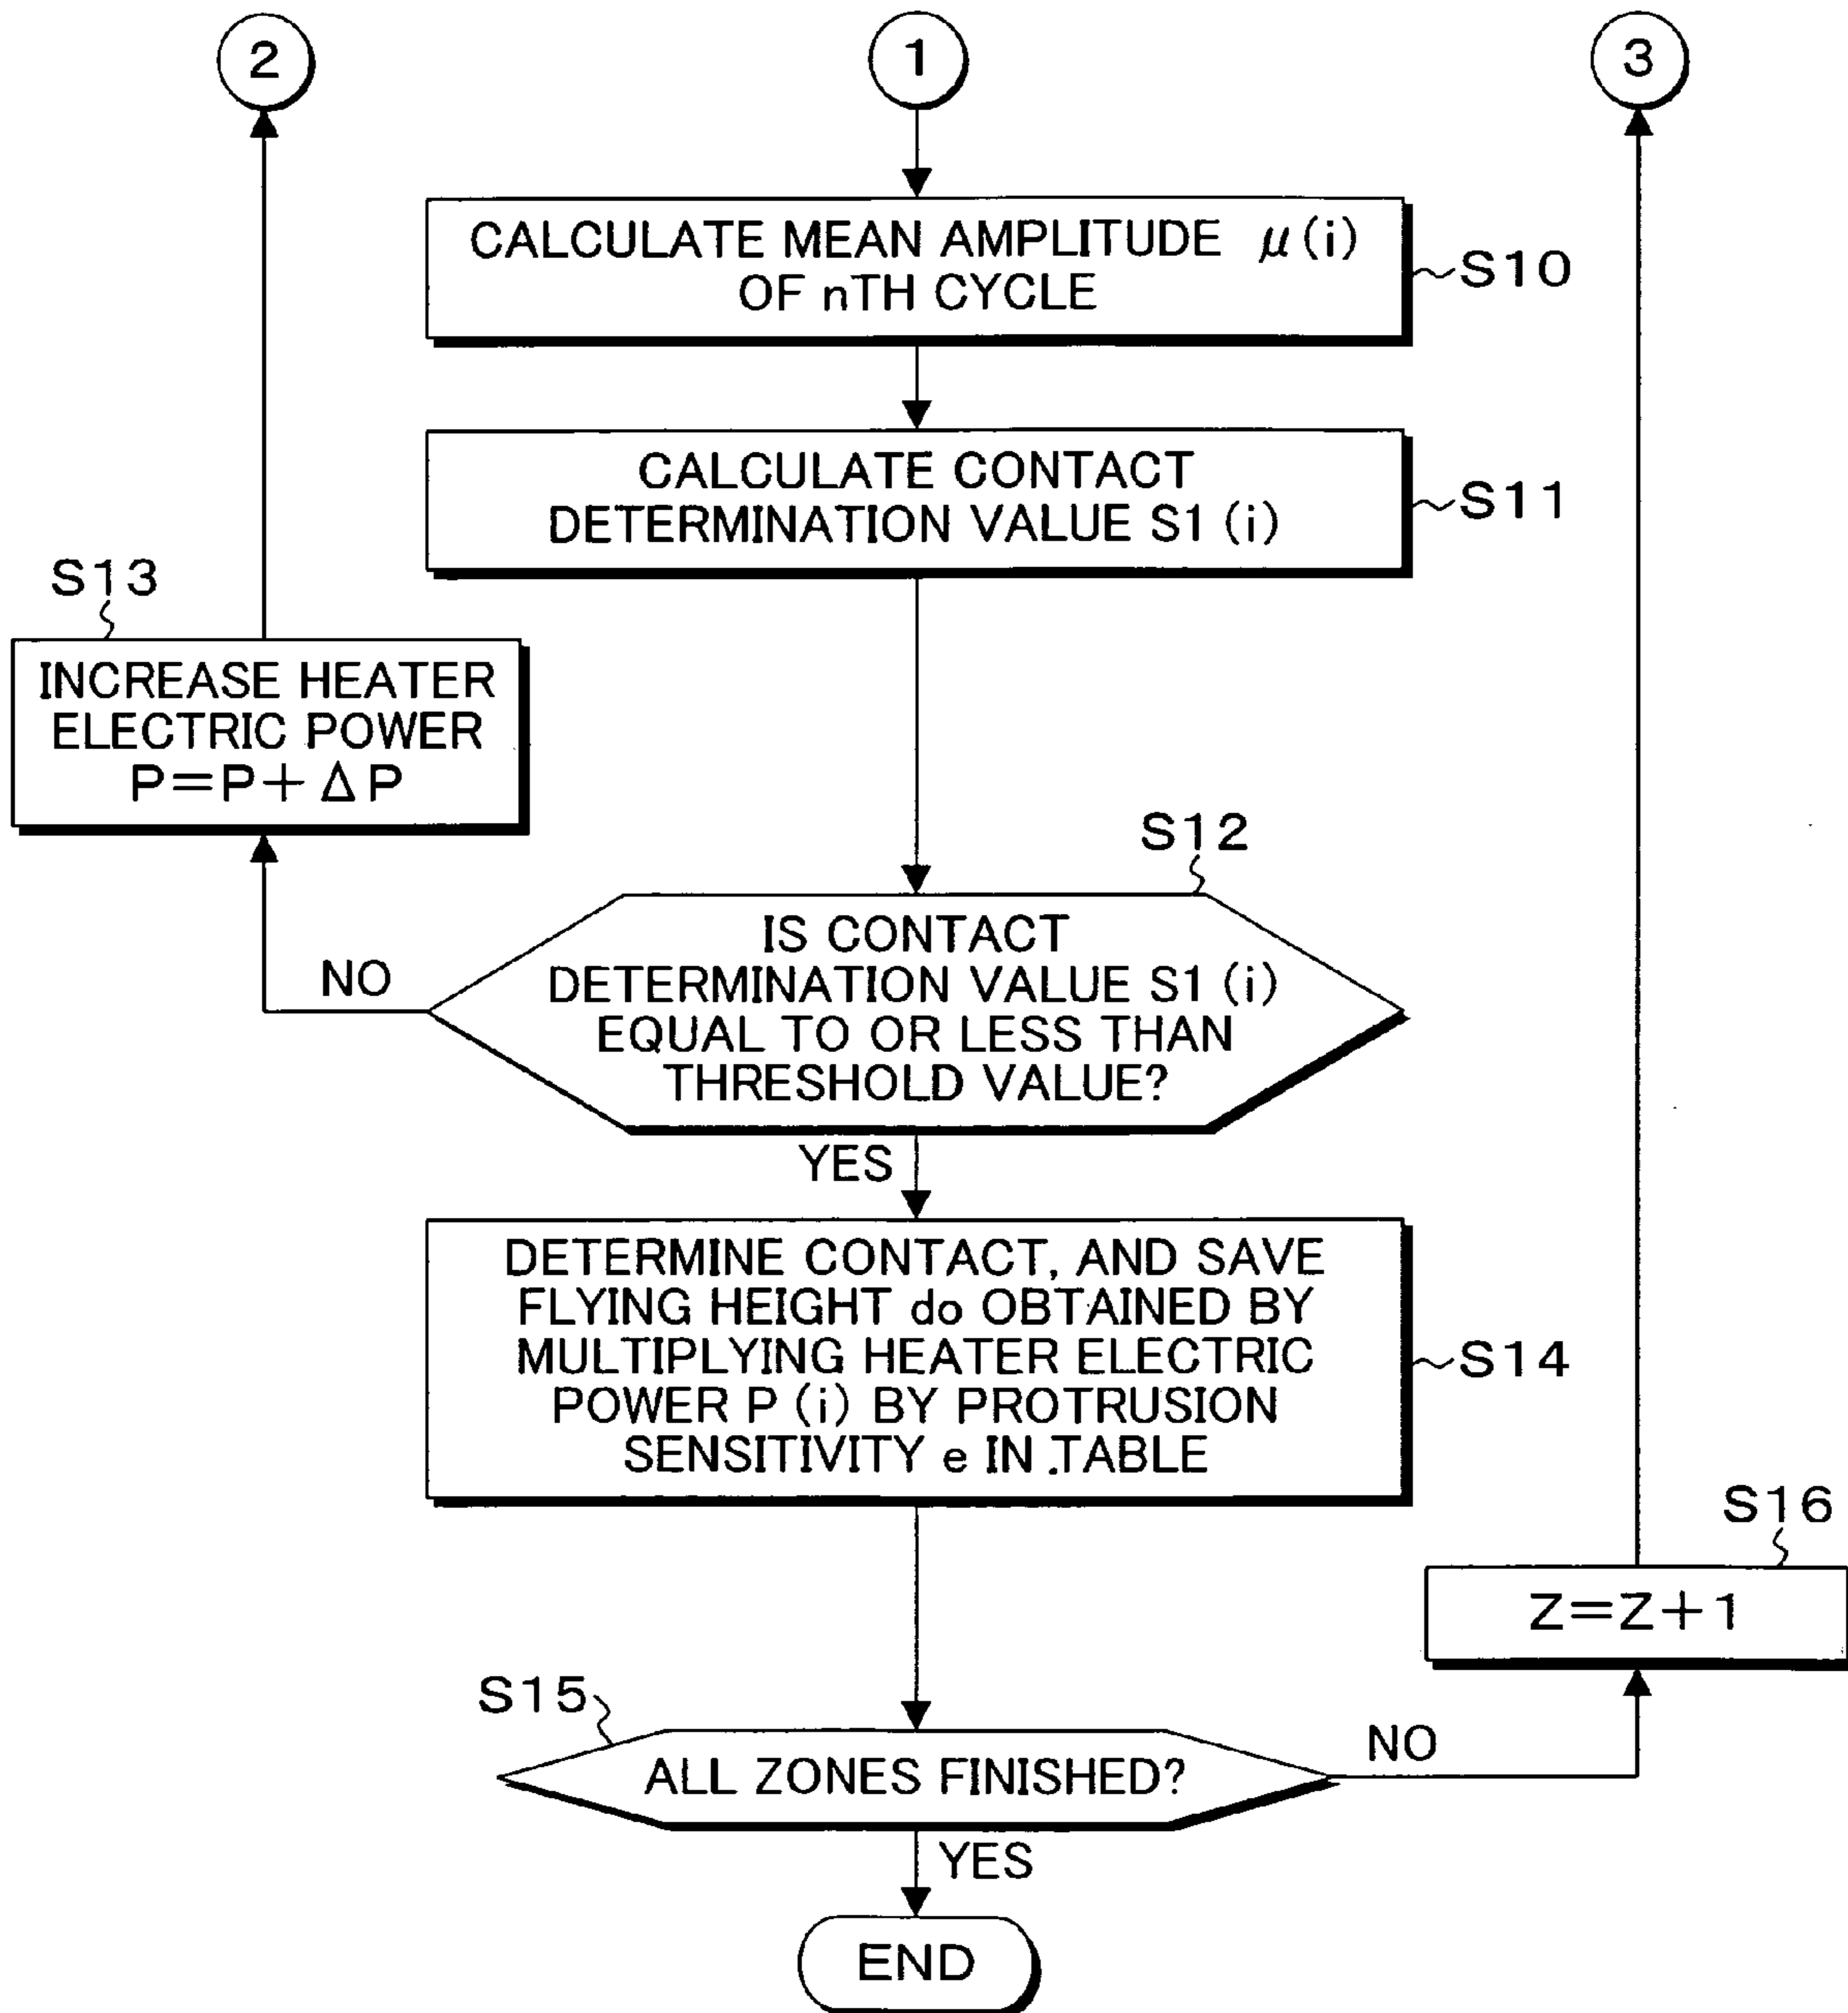 2
1
3
CALCULATE MEAN AMPLITUDE μ(i)
OF nTH CYCLE
S10
CALCULATE CONTACT
DETERMINATION VALUE S1 (i)
S11
S13
INCREASE HEATER
ELECTRIC POWER
P=P+ΔP
S12
IS CONTACT
DETERMINATION VALUE S1 (i)
EQUAL TO OR LESS THAN
THRESHOLD VALUE?
NO
YES
DETERMINE CONTACT, AND SAVE
FLYING HEIGHT do OBTAINED BY
MULTIPLYING HEATER ELECTRIC
POWER P (i) BY PROTRUSION
SENSITIVITY e IN TABLE
S14
S16
Z=Z+1
S15
ALL ZONES FINISHED?
NO
YES
END